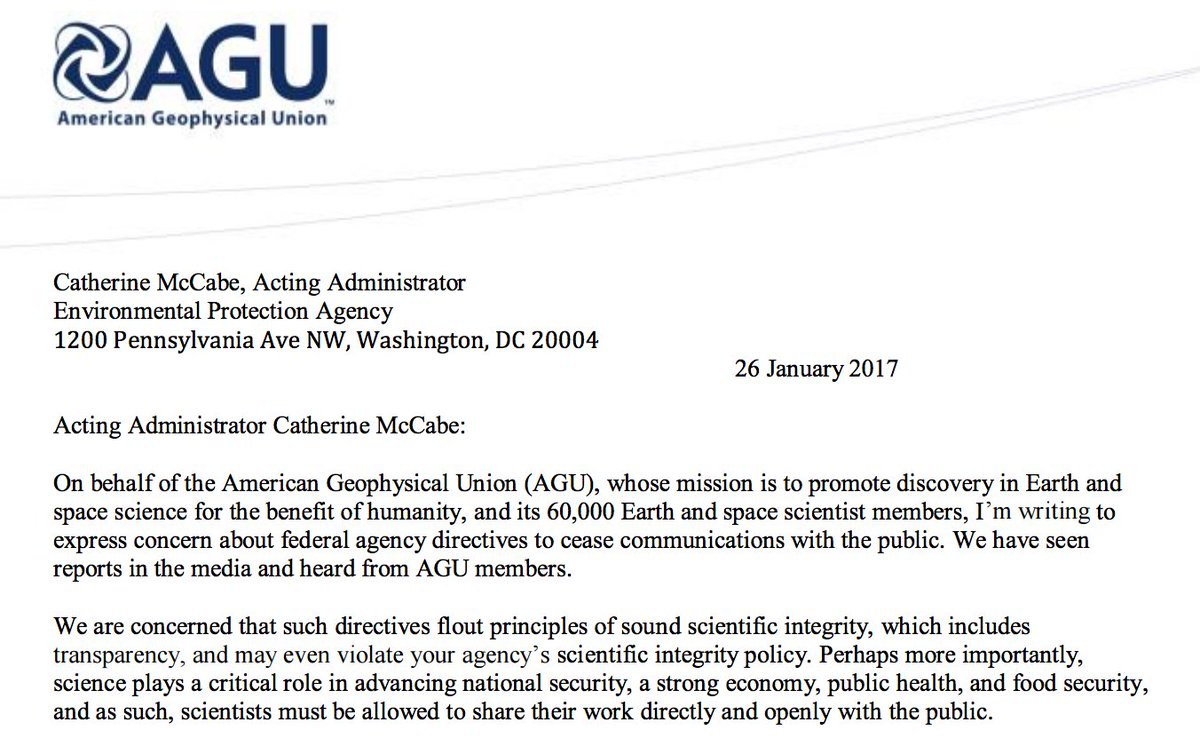 AGU™
American Geophysical Union
Catherine McCabe, Acting Administrator
Environmental Protection Agency
1200 Pennsylvania Ave NW, Washington, DC 20004
26 January 2017
Acting Administrator Catherine McCabe:
On behalf of the American Geophysical Union (AGU), whose mission is to promote discovery in Earth and
space science for the benefit of humanity, and its 60,000 Earth and space scientist members, I’m writing to
express concern about federal agency directives to cease communications with the public. We have seen
reports in the media and heard from AGU members.
We are concerned that such directives flout principles of sound scientific integrity, which includes
transparency, and may even violate your agency’s scientific integrity policy. Perhaps more importantly,
science plays a critical role in advancing national security, a strong economy, public health, and food security,
and as such, scientists must be allowed to share their work directly and openly with the public.